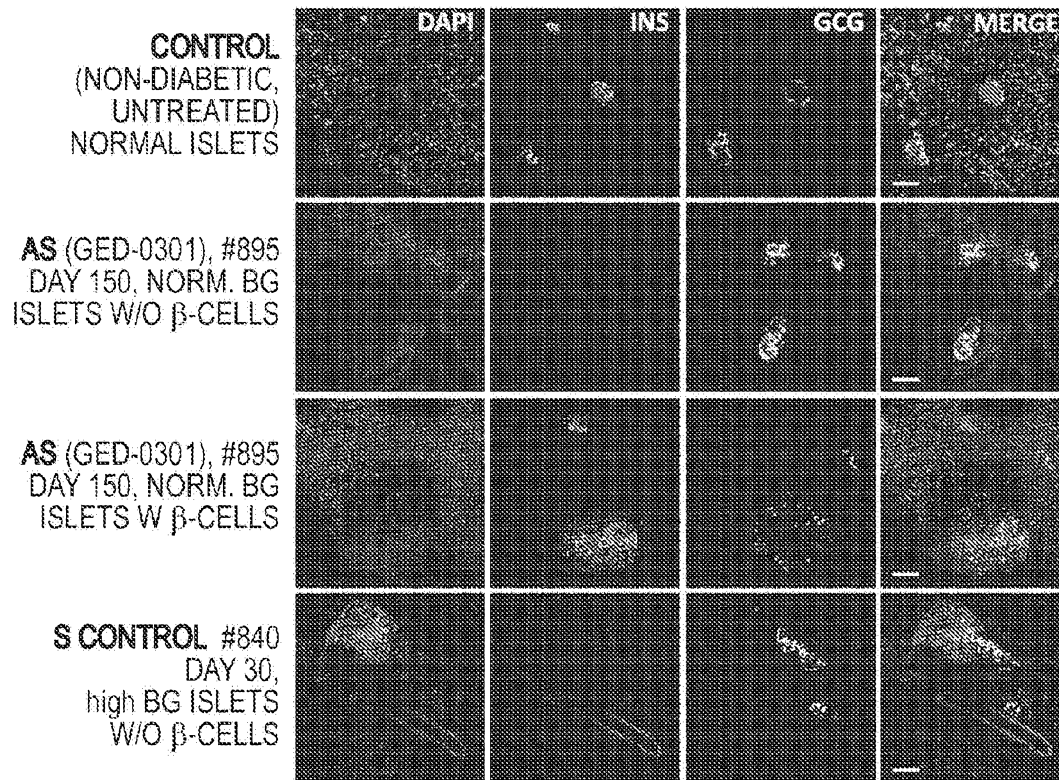 DAPI INS GCG MERGE
CONTROL
(NON-DIABETIC,
UNTREATED)
NORMAL ISLETS
AS (GED-0301), #895
DAY 150, NORM. BG
ISLETS W/O β-CELLS
AS (GED-0301), #895
DAY 150, NORM. BG
ISLETS W β-CELLS
S CONTROL #840
DAY 30,
high BG ISLETS
W/O β-CELLS